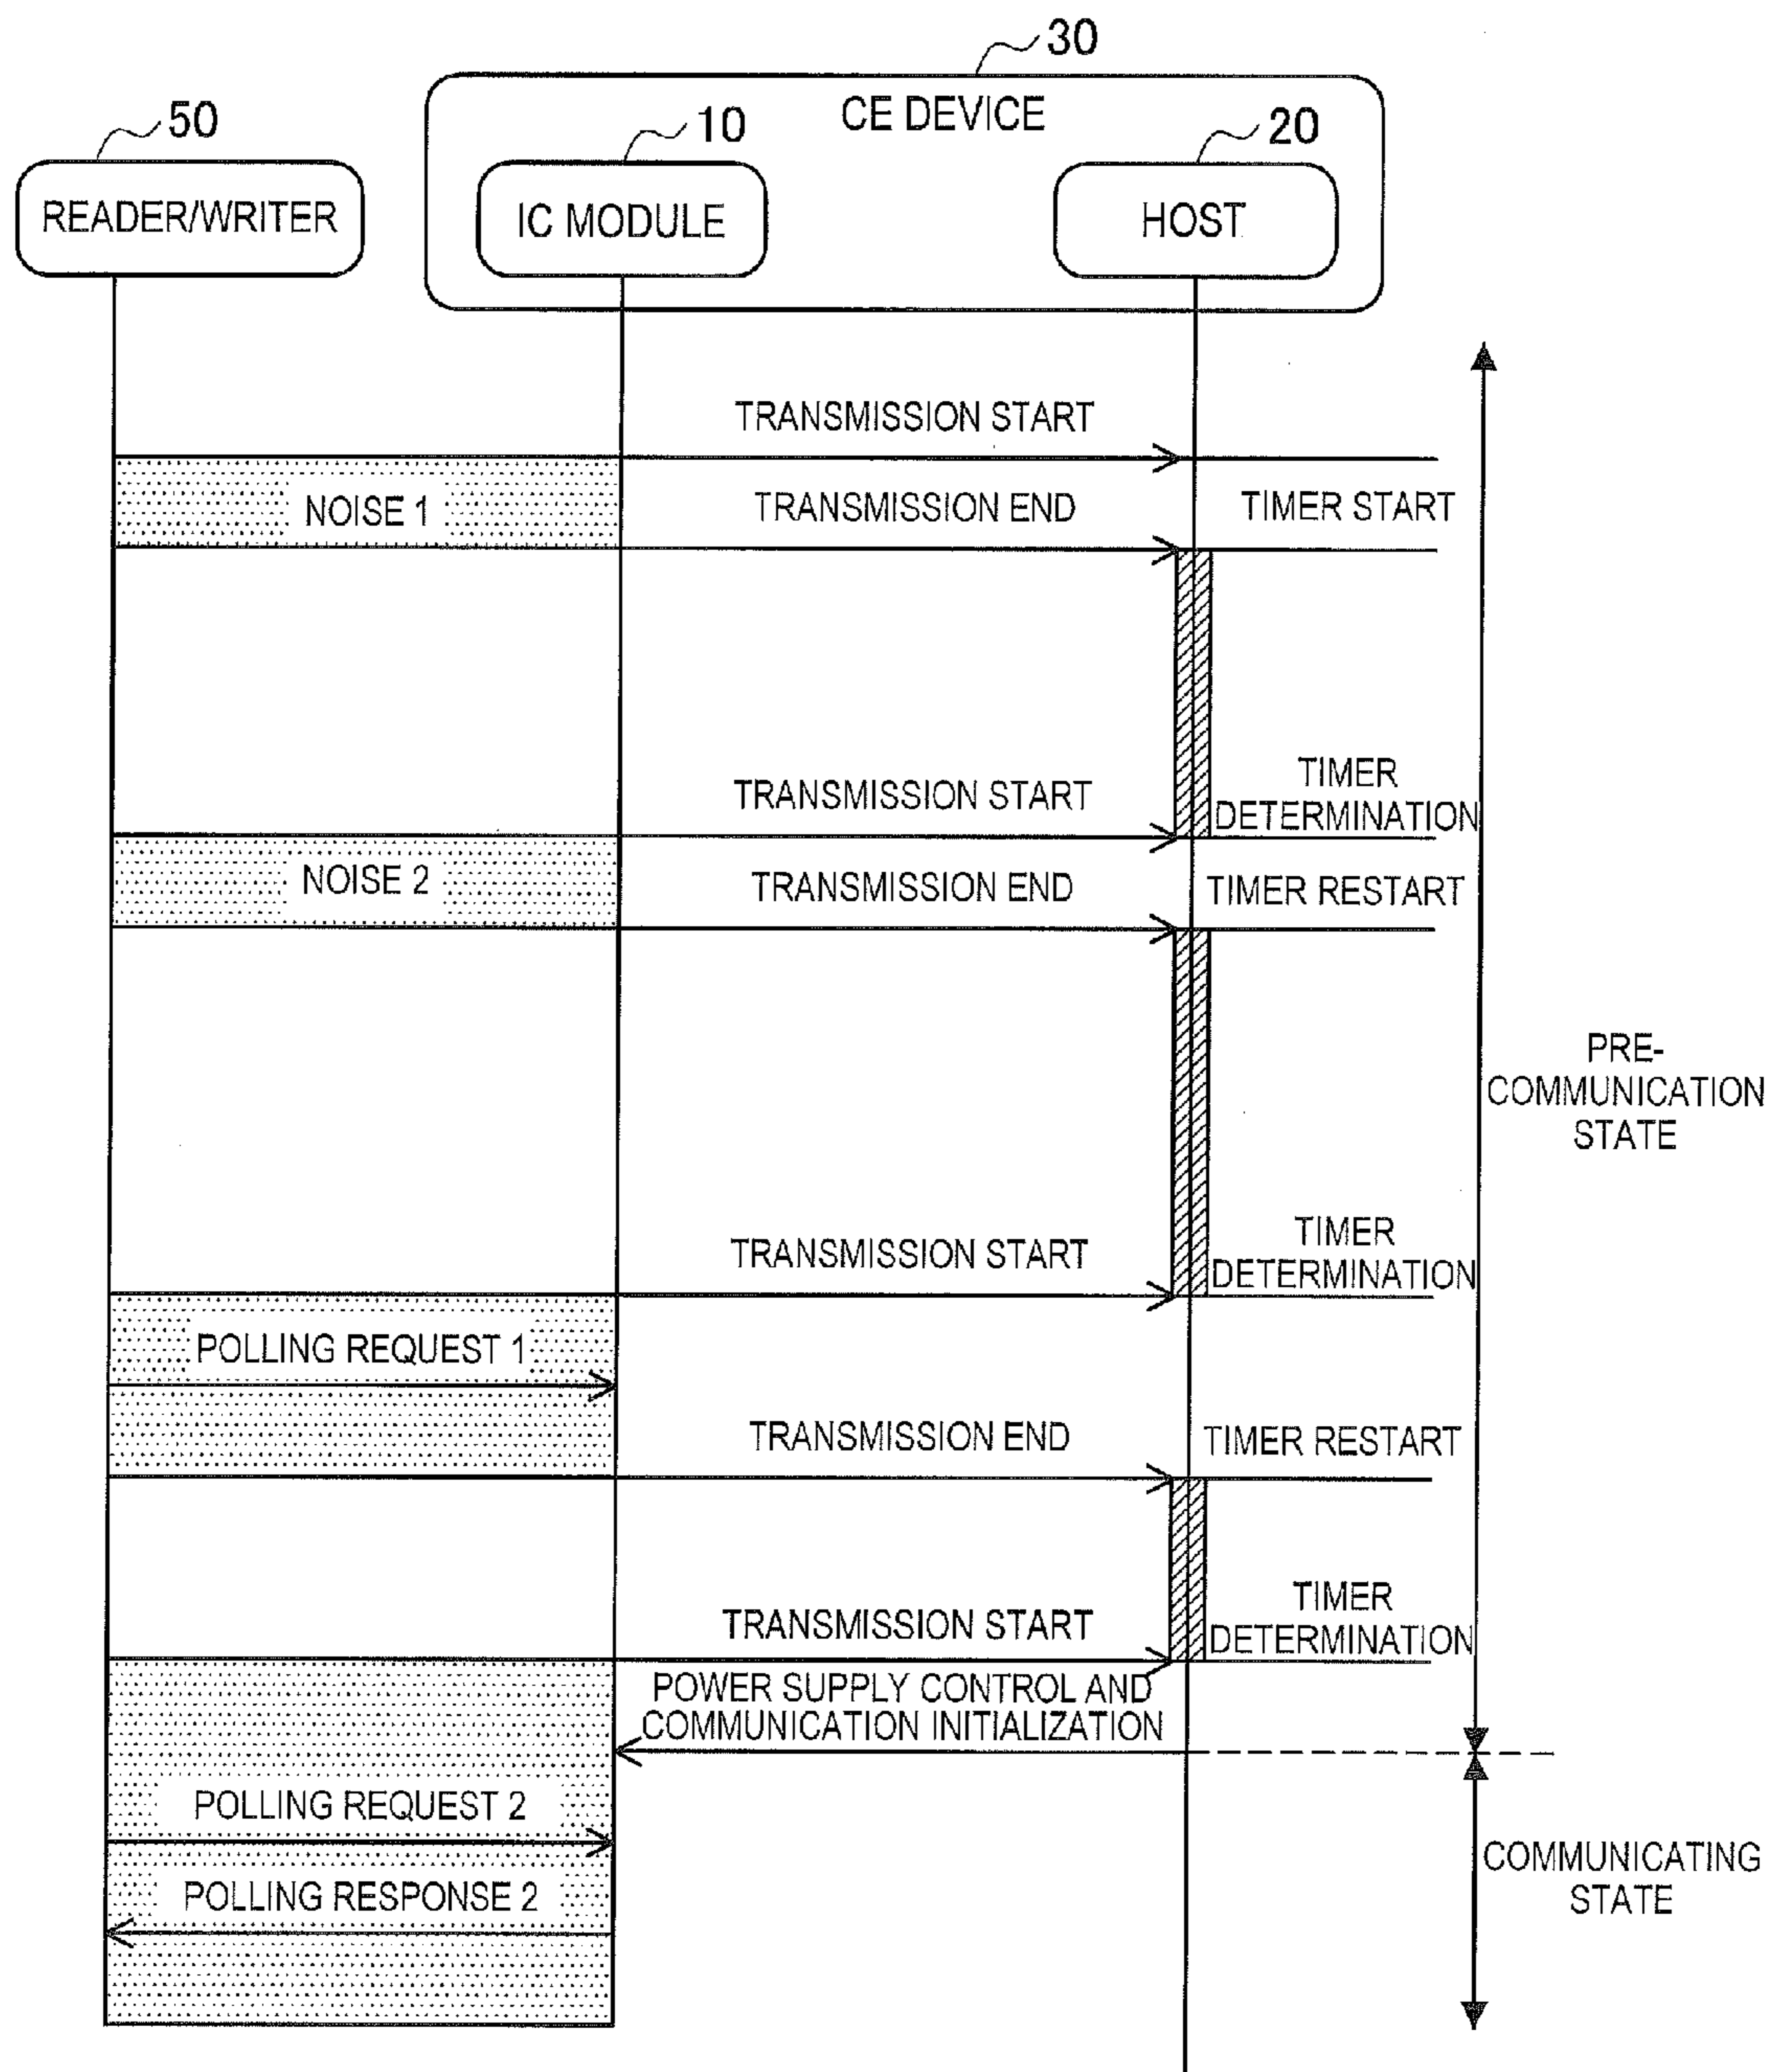 30
CE DEVICE
50
10
20
READER/WRITER
IC MODULE
HOST
TRANSMISSION START
NOISE 1
TRANSMISSION END
TIMER START
TRANSMISSION START
TIMER
DETERMINATION
NOISE 2
TRANSMISSION END
TIMER RESTART
PRE-
COMMUNICATION
STATE
TRANSMISSION START
TIMER
DETERMINATION
POLLING REQUEST 1
TRANSMISSION END
TIMER RESTART
TRANSMISSION START
TIMER
DETERMINATION
POWER SUPPLY CONTROL AND
COMMUNICATION INITIALIZATION
POLLING REQUEST 2
COMMUNICATING
STATE
POLLING RESPONSE 2